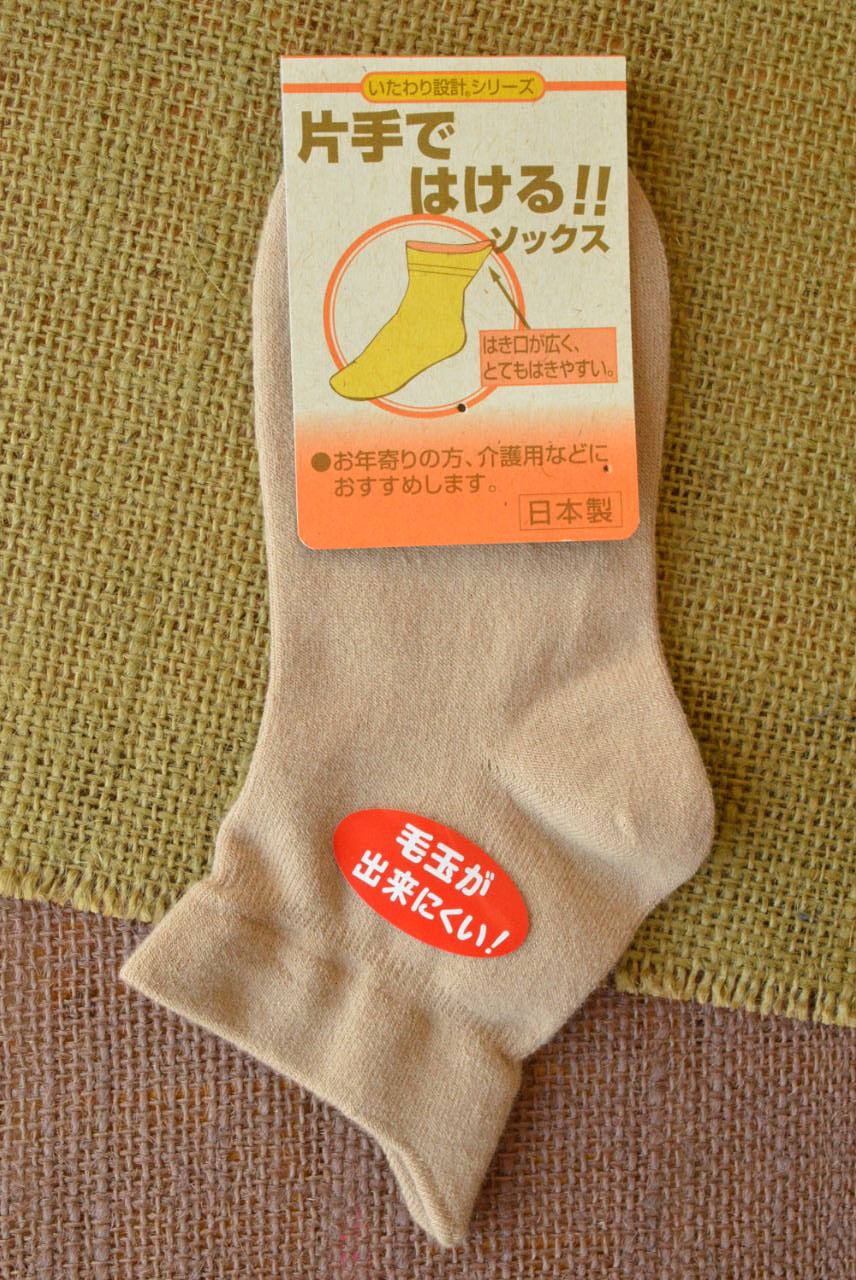 いたわり設計®シリーズ
片手で
はける!!
ソックス
はき口が広く、
とてもはきやすい。
●お年寄りの方、介護用などに
おすすめします。
日本製
毛玉が
出来にくい!